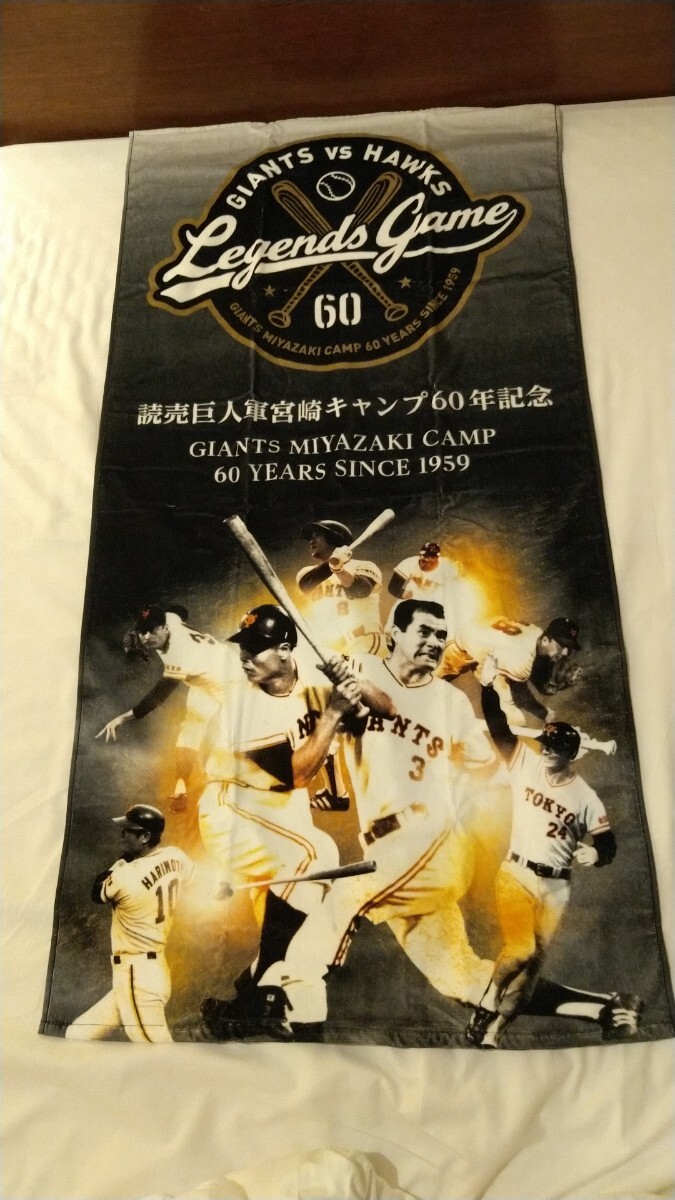 GIANTS VS HAWKS
Legends Game
60
GIANTS MIYAZAKI CAMP 60 YEARS SINCE 1959
読売巨人軍宮崎キャンプ60年記念
GIANTS MIYAZAKI CAMP
60 YEARS SINCE 1959
8
ANTS
3
TOKYO
24
HARIMOTO
10